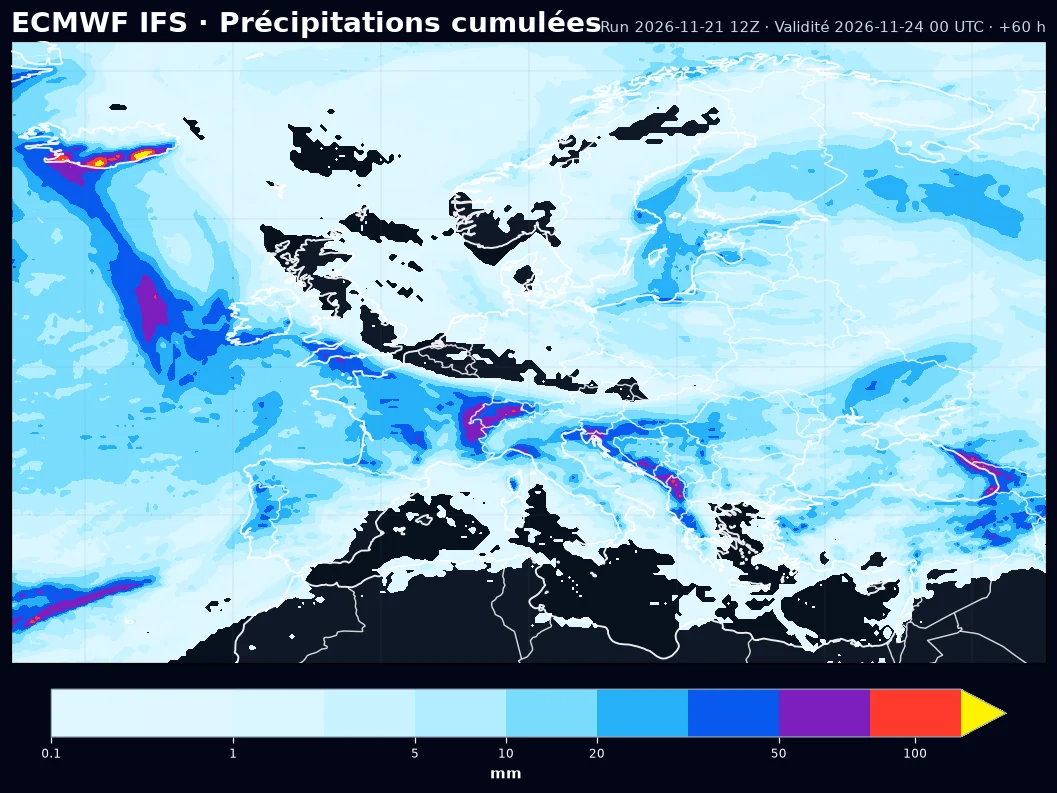 ECMWF IFS · Précipitations cumulées
Run 2026-11-21 12Z · Validité 2026-11-24 00 UTC · +60 h
0.1 1 5 10 20 50 100
mm